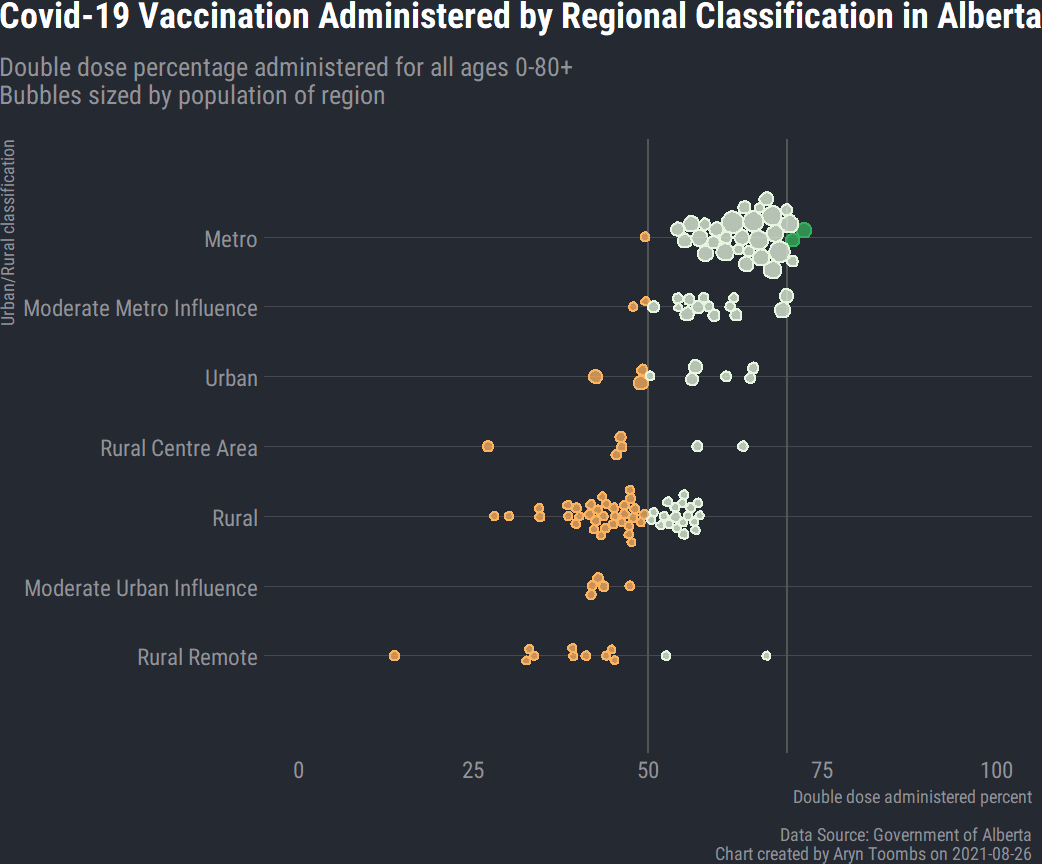 Covid-19 Vaccination Administered by Regional Classification in Alberta
Double dose percentage administered for all ages 0-80+
Bubbles sized by population of region
Urban/Rural classification
Metro
Moderate Metro Influence
Urban
Rural Centre Area
Rural
Moderate Urban Influence
Rural Remote
0 25 50 75 100
Double dose administered percent
Data Source: Government of Alberta
Chart created by Aryn Toombs on 2021-08-26